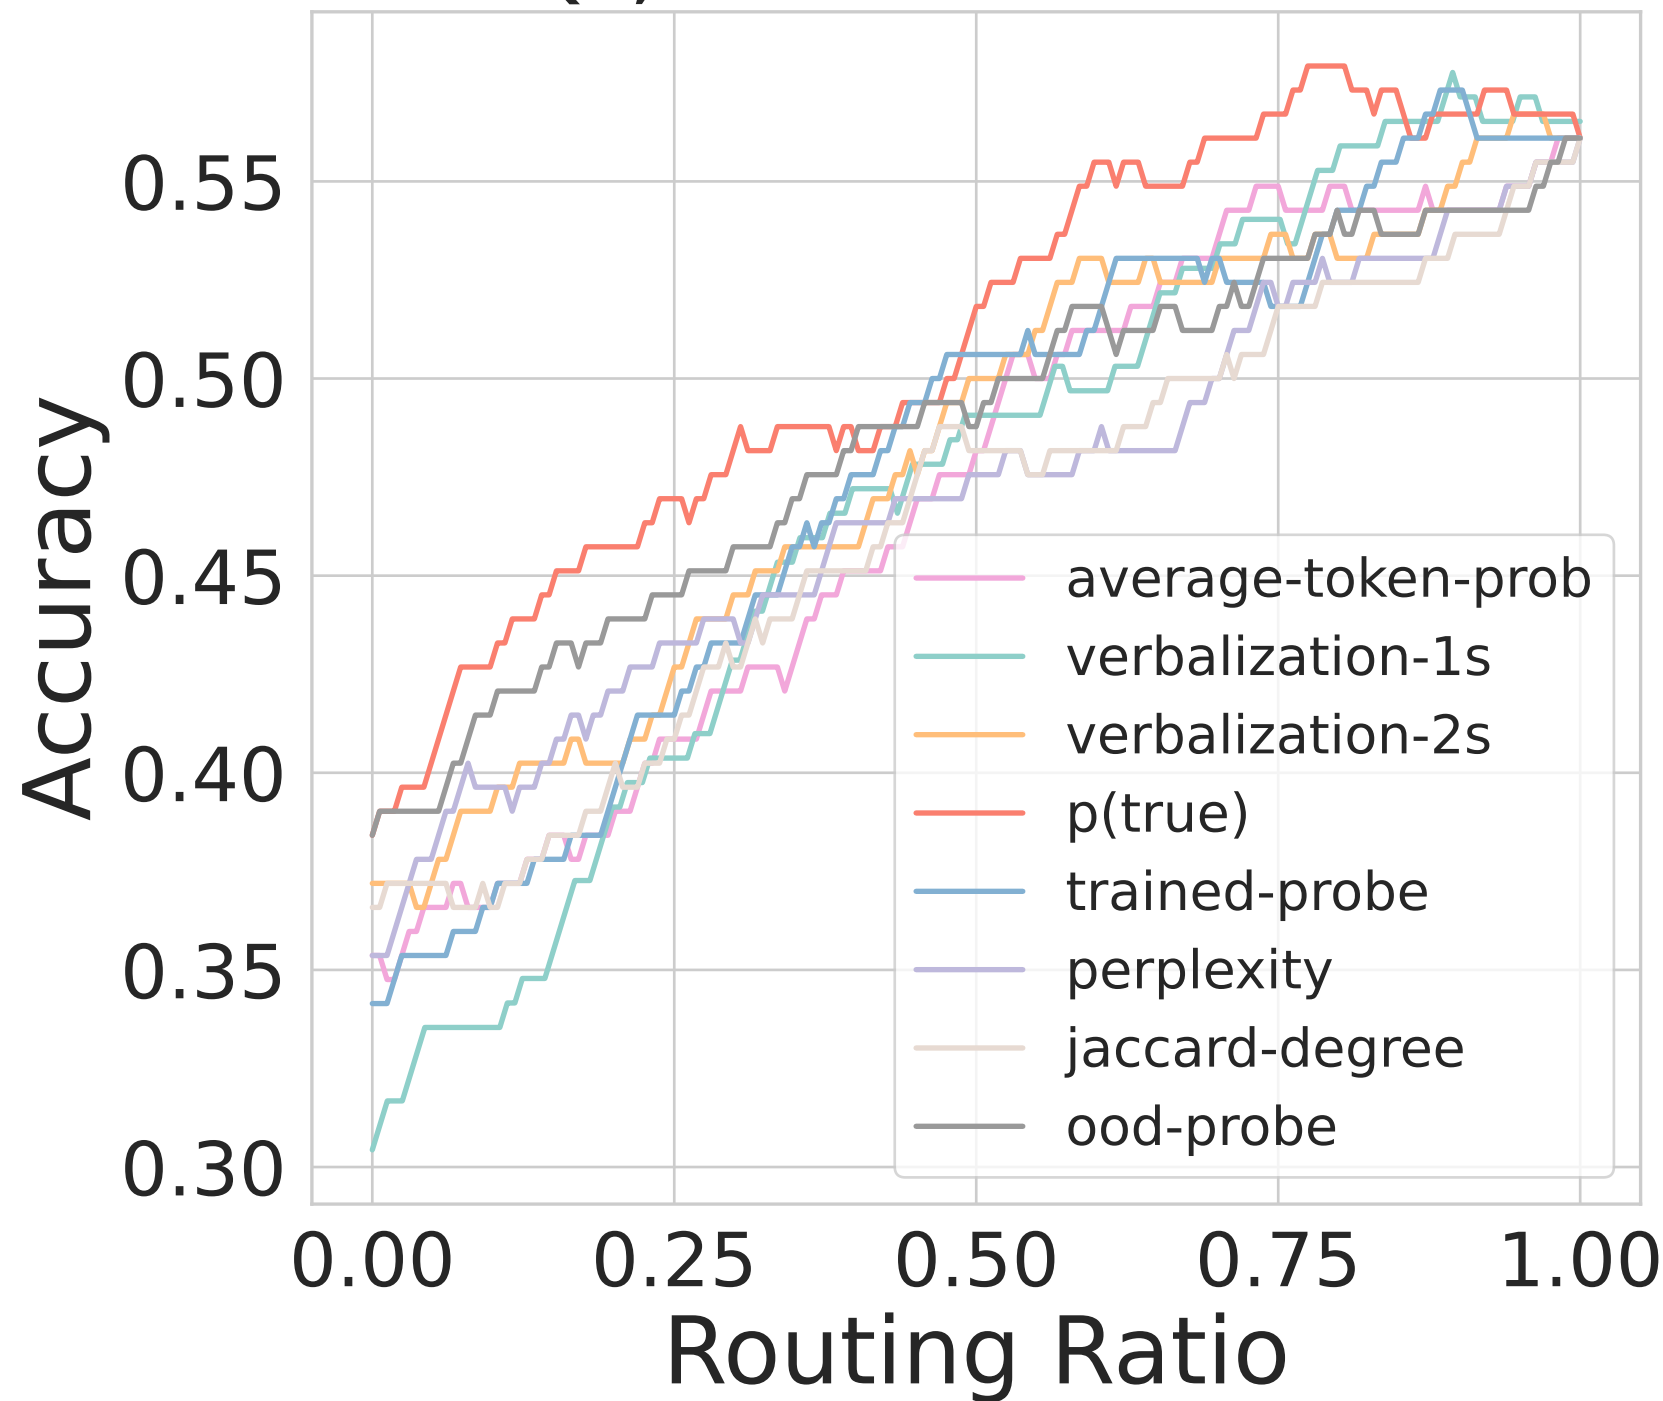 0.55
0.50
0.45
0.40
0.35
0.30
Accuracy
average-token-prob
verbalization-1s
verbalization-2s
p(true)
trained-probe
perplexity
jaccard-degree
ood-probe
0.00 0.25 0.50 0.75 1.00
Routing Ratio